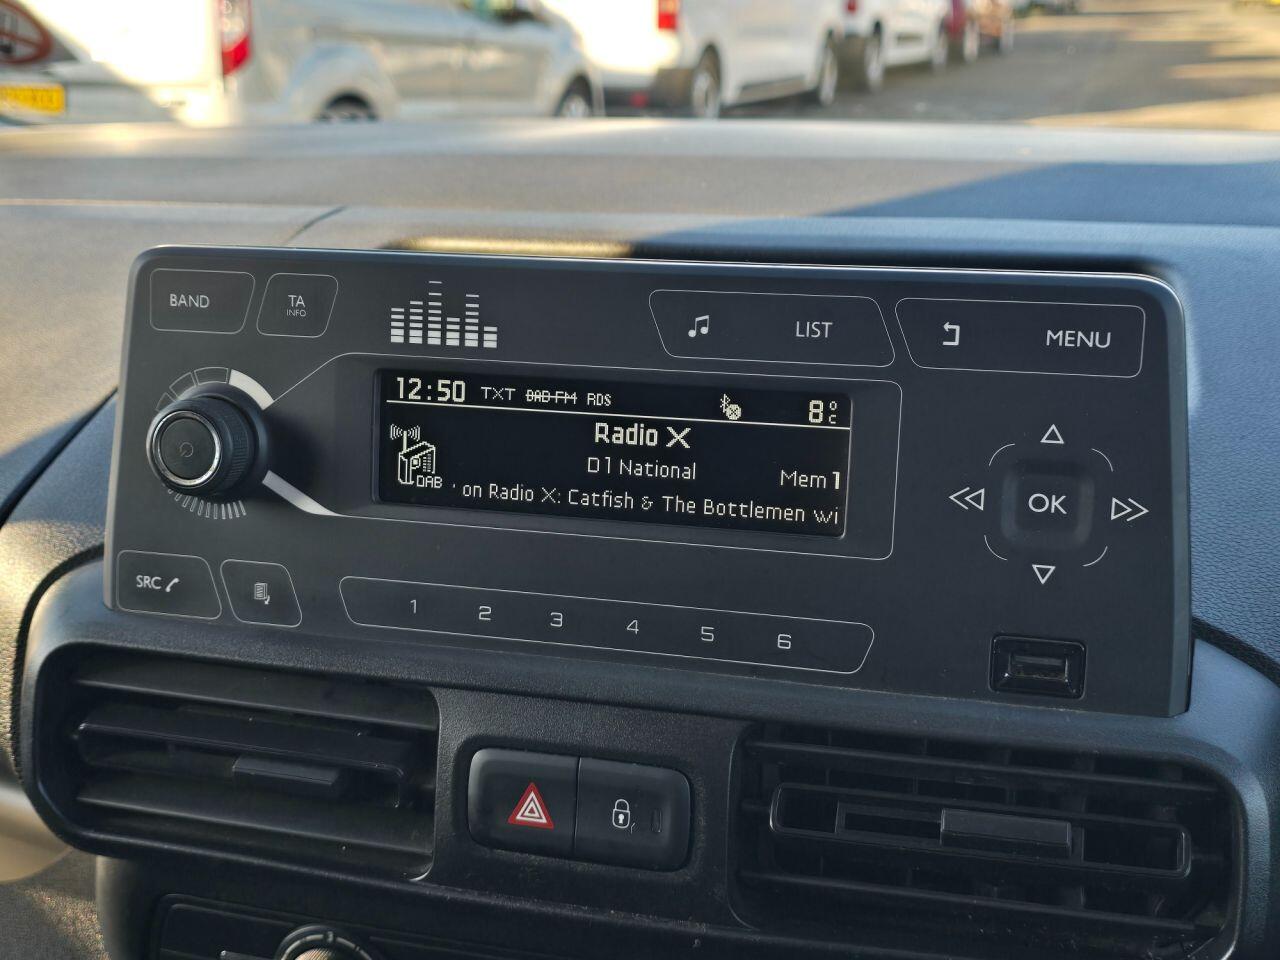 BAND
TA
INFO
LIST
MENU
12:50 TXT DAB-FM RDS 8°C
Radio X
D1 National
Mem 1
DAB
' on Radio X: Catfish & The Bottlemen wi
OK
SRC
1 2 3 4 5 6